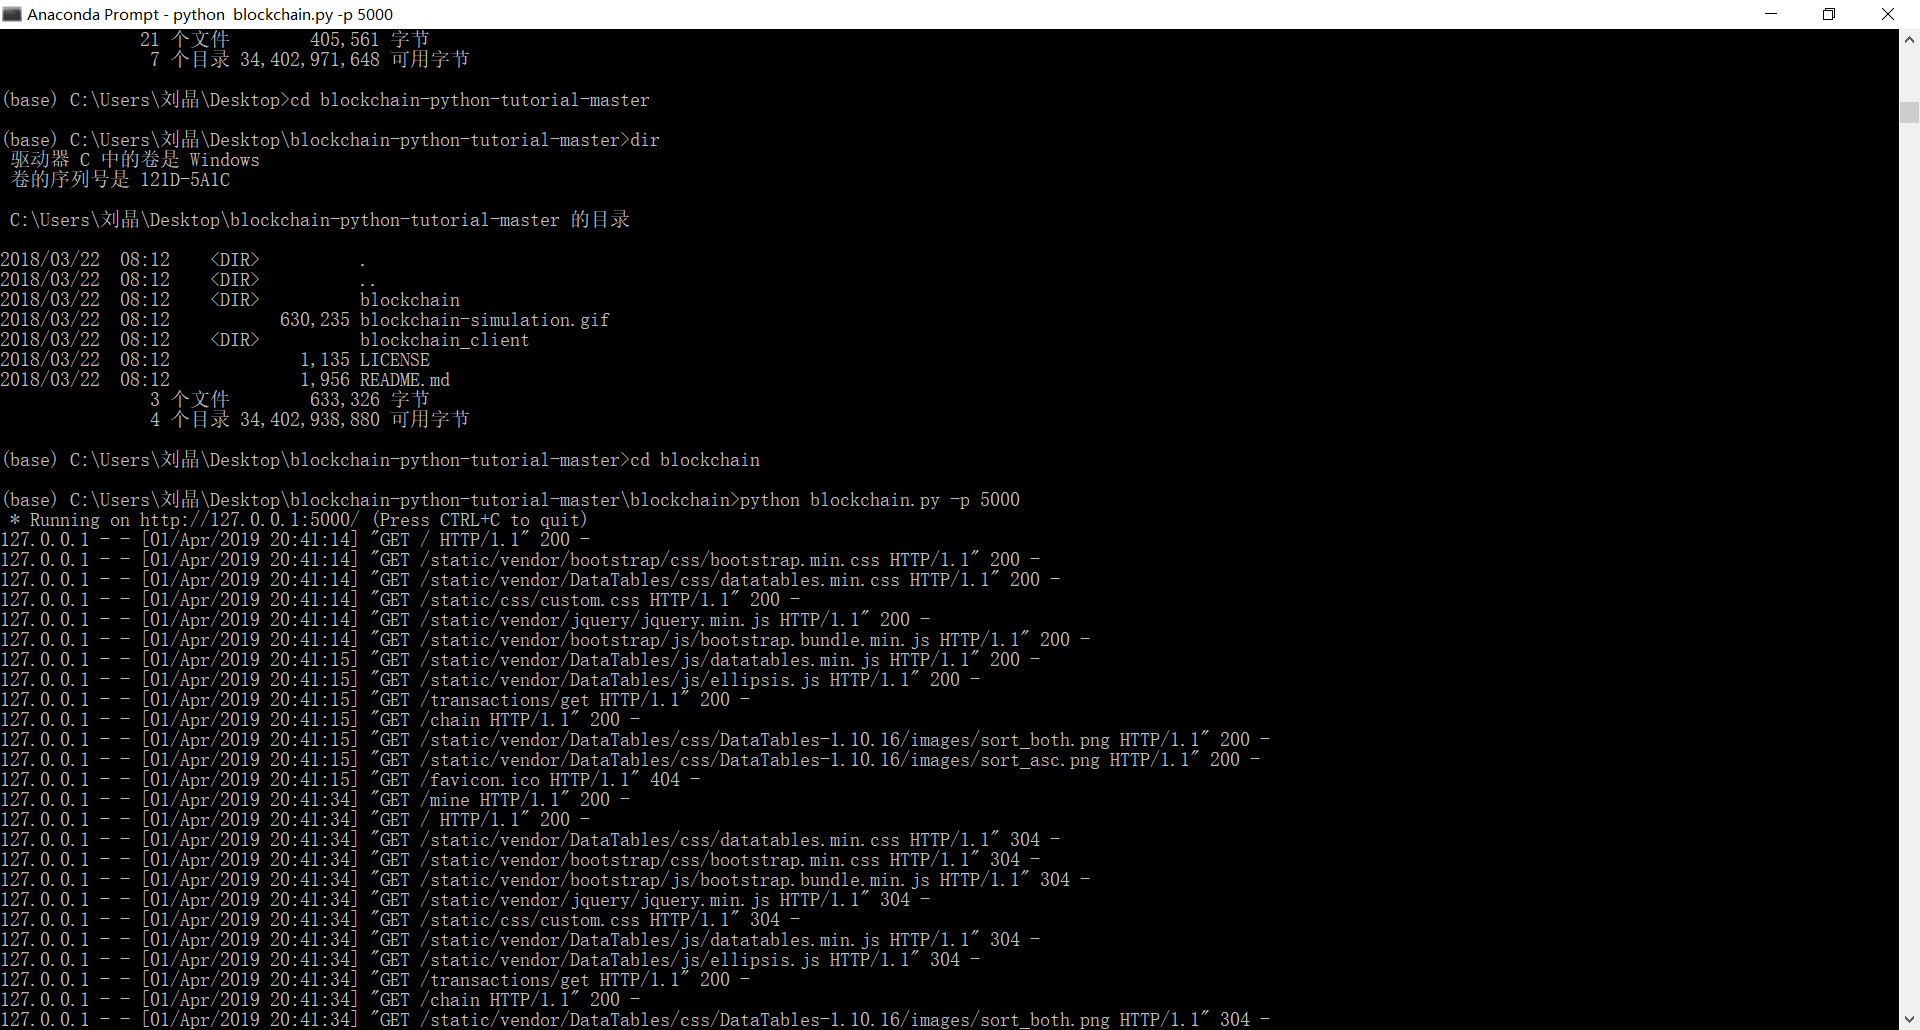 Anaconda Prompt - python  blockchain.py -p 5000
21 个文件        405,561 字节
7 个目录 34,402,971,648 可用字节
(base) C:\Users\刘晶\Desktop>cd blockchain-python-tutorial-master
(base) C:\Users\刘晶\Desktop\blockchain-python-tutorial-master>dir
驱动器 C 中的卷是 Windows
卷的序列号是 121D-5A1C
C:\Users\刘晶\Desktop\blockchain-python-tutorial-master 的目录
2018/03/22  08:12    <DIR>          .
2018/03/22  08:12    <DIR>          ..
2018/03/22  08:12    <DIR>          blockchain
2018/03/22  08:12           630,235 blockchain-simulation.gif
2018/03/22  08:12    <DIR>          blockchain_client
2018/03/22  08:12             1,135 LICENSE
2018/03/22  08:12             1,956 README.md
3 个文件        633,326 字节
4 个目录 34,402,938,880 可用字节
(base) C:\Users\刘晶\Desktop\blockchain-python-tutorial-master>cd blockchain
(base) C:\Users\刘晶\Desktop\blockchain-python-tutorial-master\blockchain>python blockchain.py -p 5000
* Running on http://127.0.0.1:5000/ (Press CTRL+C to quit)
127.0.0.1 - - [01/Apr/2019 20:41:14] "GET / HTTP/1.1" 200 -
127.0.0.1 - - [01/Apr/2019 20:41:14] "GET /static/vendor/bootstrap/css/bootstrap.min.css HTTP/1.1" 200 -
127.0.0.1 - - [01/Apr/2019 20:41:14] "GET /static/vendor/DataTables/css/datatables.min.css HTTP/1.1" 200 -
127.0.0.1 - - [01/Apr/2019 20:41:14] "GET /static/css/custom.css HTTP/1.1" 200 -
127.0.0.1 - - [01/Apr/2019 20:41:14] "GET /static/vendor/jquery/jquery.min.js HTTP/1.1" 200 -
127.0.0.1 - - [01/Apr/2019 20:41:14] "GET /static/vendor/bootstrap/js/bootstrap.bundle.min.js HTTP/1.1" 200 -
127.0.0.1 - - [01/Apr/2019 20:41:15] "GET /static/vendor/DataTables/js/datatables.min.js HTTP/1.1" 200 -
127.0.0.1 - - [01/Apr/2019 20:41:15] "GET /static/vendor/DataTables/js/ellipsis.js HTTP/1.1" 200 -
127.0.0.1 - - [01/Apr/2019 20:41:15] "GET /transactions/get HTTP/1.1" 200 -
127.0.0.1 - - [01/Apr/2019 20:41:15] "GET /chain HTTP/1.1" 200 -
127.0.0.1 - - [01/Apr/2019 20:41:15] "GET /static/vendor/DataTables/css/DataTables-1.10.16/images/sort_both.png HTTP/1.1" 200 -
127.0.0.1 - - [01/Apr/2019 20:41:15] "GET /static/vendor/DataTables/css/DataTables-1.10.16/images/sort_asc.png HTTP/1.1" 200 -
127.0.0.1 - - [01/Apr/2019 20:41:15] "GET /favicon.ico HTTP/1.1" 404 -
127.0.0.1 - - [01/Apr/2019 20:41:34] "GET /mine HTTP/1.1" 200 -
127.0.0.1 - - [01/Apr/2019 20:41:34] "GET / HTTP/1.1" 200 -
127.0.0.1 - - [01/Apr/2019 20:41:34] "GET /static/vendor/DataTables/css/datatables.min.css HTTP/1.1" 304 -
127.0.0.1 - - [01/Apr/2019 20:41:34] "GET /static/vendor/bootstrap/css/bootstrap.min.css HTTP/1.1" 304 -
127.0.0.1 - - [01/Apr/2019 20:41:34] "GET /static/vendor/bootstrap/js/bootstrap.bundle.min.js HTTP/1.1" 304 -
127.0.0.1 - - [01/Apr/2019 20:41:34] "GET /static/vendor/jquery/jquery.min.js HTTP/1.1" 304 -
127.0.0.1 - - [01/Apr/2019 20:41:34] "GET /static/css/custom.css HTTP/1.1" 304 -
127.0.0.1 - - [01/Apr/2019 20:41:34] "GET /static/vendor/DataTables/js/datatables.min.js HTTP/1.1" 304 -
127.0.0.1 - - [01/Apr/2019 20:41:34] "GET /static/vendor/DataTables/js/ellipsis.js HTTP/1.1" 304 -
127.0.0.1 - - [01/Apr/2019 20:41:34] "GET /transactions/get HTTP/1.1" 200 -
127.0.0.1 - - [01/Apr/2019 20:41:34] "GET /chain HTTP/1.1" 200 -
127.0.0.1 - - [01/Apr/2019 20:41:34] "GET /static/vendor/DataTables/css/DataTables-1.10.16/images/sort_both.png HTTP/1.1" 304 -